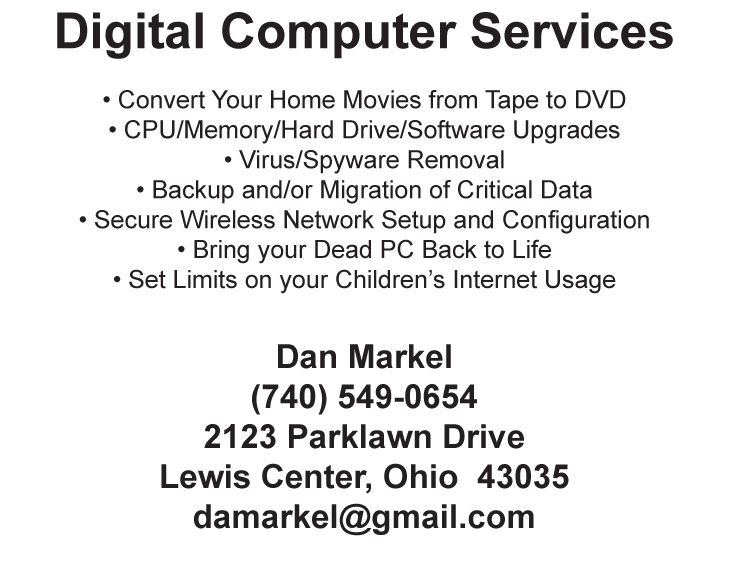 Digital Computer Services
• Convert Your Home Movies from Tape to DVD
• CPU/Memory/Hard Drive/Software Upgrades
• Virus/Spyware Removal
• Backup and/or Migration of Critical Data
• Secure Wireless Network Setup and Configuration
• Bring your Dead PC Back to Life
• Set Limits on your Children’s Internet Usage
Dan Markel
(740) 549-0654
2123 Parklawn Drive
Lewis Center, Ohio  43035
damarkel@gmail.com